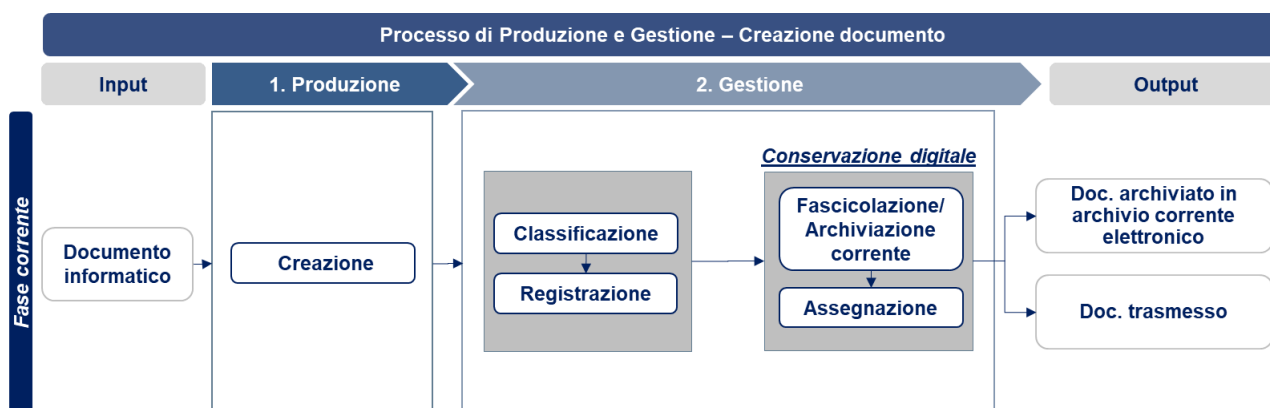 Processo di Produzione e Gestione – Creazione documento
Input
1. Produzione
2. Gestione
Output
Fase corrente
Documento
informatico
Creazione
Classificazione
Registrazione
Conservazione digitale
Fascicolazione/
Archiviazione
corrente
Assegnazione
Doc. archiviato in
archivio corrente
elettronico
Doc. trasmesso